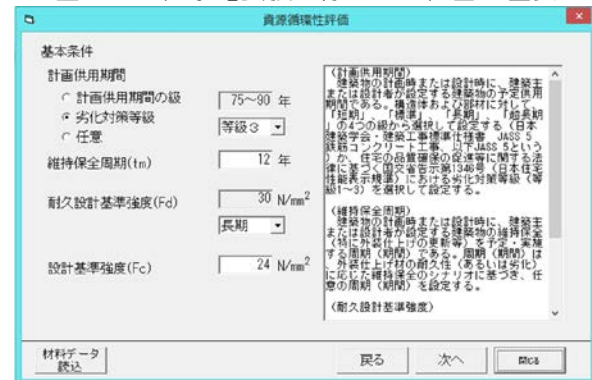 資源循環性評価
基本条件
計画供用期間
計画供用期間の級
75~90 年
劣化対策等級
等級3
任意
維持保全周期(tm)
12 年
耐久設計基準強度(Fd)
30 N/mm²
長期
設計基準強度(Fc)
24 N/mm²
(計画供用期間)
建築物の計画時または設計時に、建築主
または設計者が設定する建築物の予定供用
期間である。構造体および部材に対して、
「短期」、「標準」、「長期」、「超長期
」の4つの級から選択して設定する(日本
建築学会・建築工事標準仕様書 JASS 5
鉄筋コンクリート工事、以下JASS 5という
)か、住宅の品質確保の促進等に関する法
律に基づく国交省告示第1346号(日本住宅
性能表示規準)における劣化対策等級(等
級1~3)を選択して設定する。
(維持保全周期)
建築物の計画時または設計時に、建築主
または設計者が設定する建築物の維持保全
(特に外装仕上げの更新等)を予定・実施
する周期(期間)である。周期(期間)は
、外装仕上げ材の耐久性(あるいは劣化)
に応じた維持保全のシナリオに基づき、任
意の周期(期間)を設定する。
(耐久設計基準強度)
材料データ
読込
戻る
次へ
閉じる